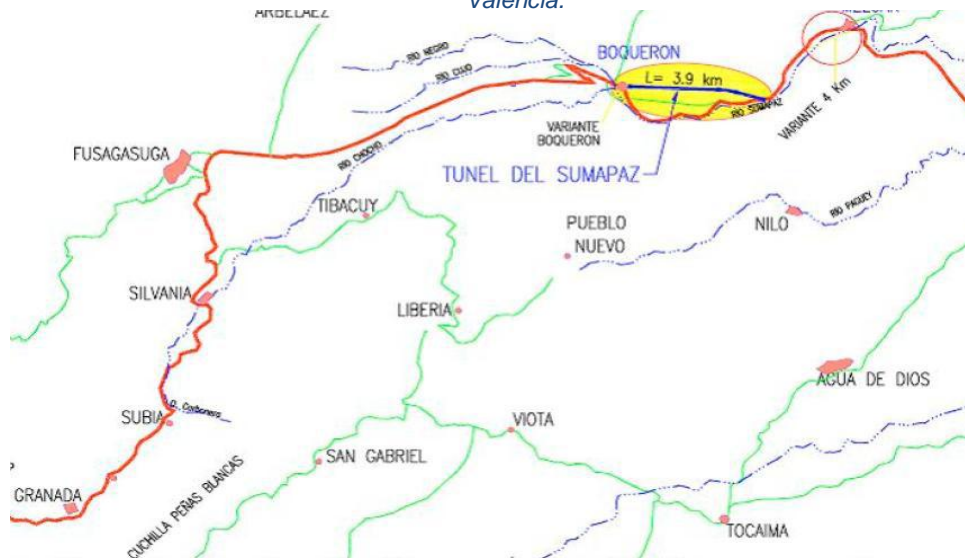 Valencia.
ARBELAEZ
RIO NEGRO
RIO CUJO
BOQUERON
L= 3.9 km
RIO SUMAPAZ
VARIANTE 4 Km
VARIANTE
BOQUERON
FUSAGASUGA
RIO CHOCHO
TUNEL DEL SUMAPAZ
TIBACUY
PUEBLO
NUEVO
NILO
RIO PAGUEY
SILVANIA
LIBERIA
AGUA DE DIOS
SUBIA
VIOTA
SAN GABRIEL
CUCHILLA PEÑAS BLANCAS
GRANADA
TOCAIMA